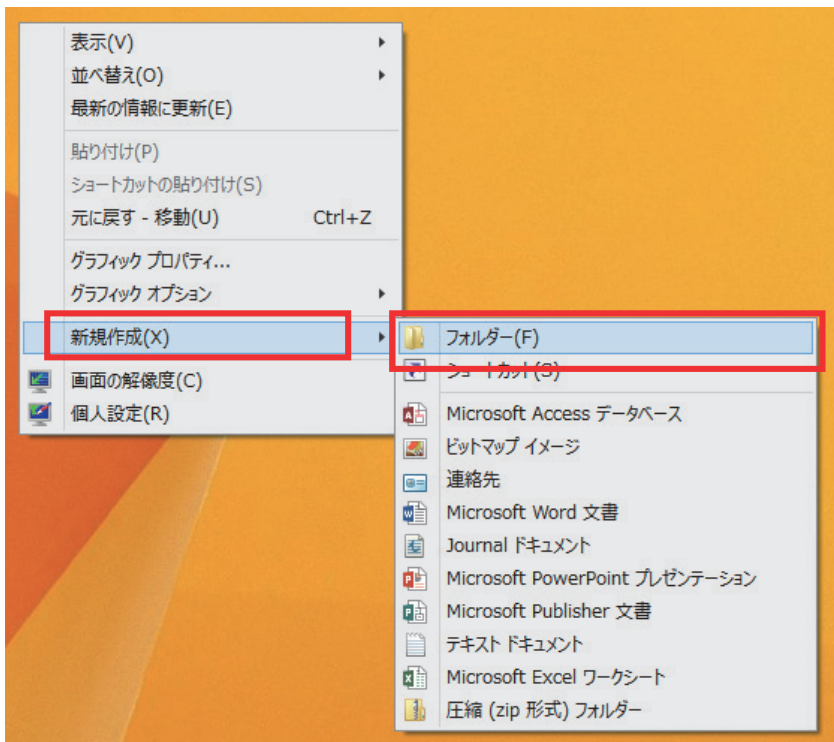 表示(V)
並べ替え(O)
最新の情報に更新(E)
貼り付け(P)
ショートカットの貼り付け(S)
元に戻す - 移動(U) Ctrl+Z
グラフィック プロパティ...
グラフィック オプション
新規作成(X)
画面の解像度(C)
個人設定(R)
フォルダー(F)
ショートカット(S)
Microsoft Access データベース
ビットマップ イメージ
連絡先
Microsoft Word 文書
Journal ドキュメント
Microsoft PowerPoint プレゼンテーション
Microsoft Publisher 文書
テキスト ドキュメント
Microsoft Excel ワークシート
圧縮 (zip 形式) フォルダー